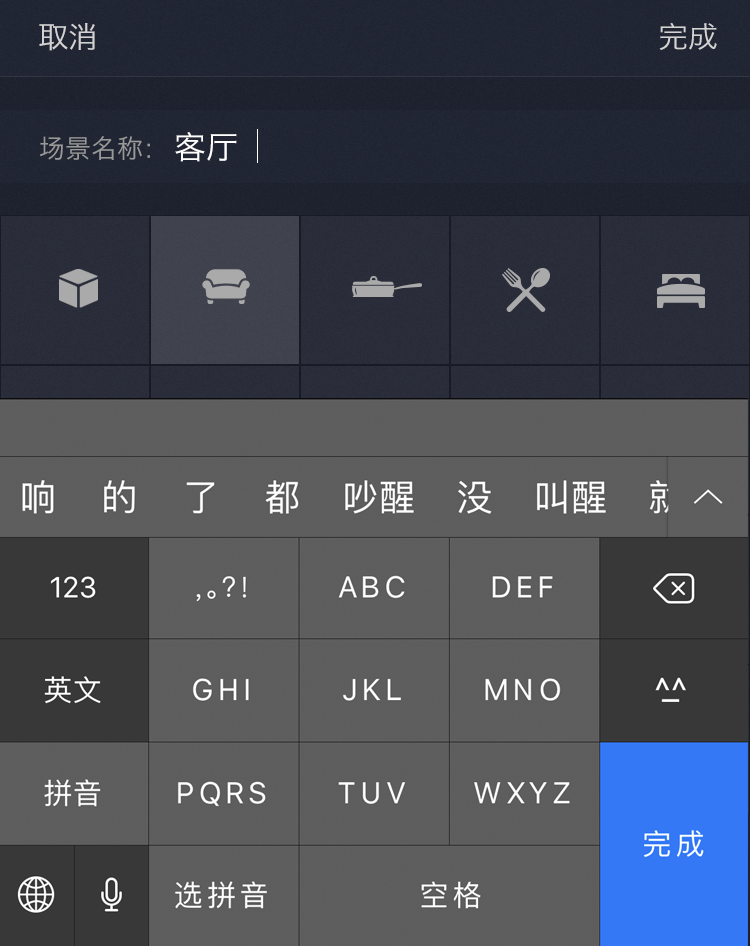 取消 完成
场景名称: 客厅
响 的 了 都 吵醒 没 叫醒
123 ,。?! ABC DEF
英文 GHI JKL MNO ^^
拼音 PQRS TUV WXYZ
完成
选拼音 空格